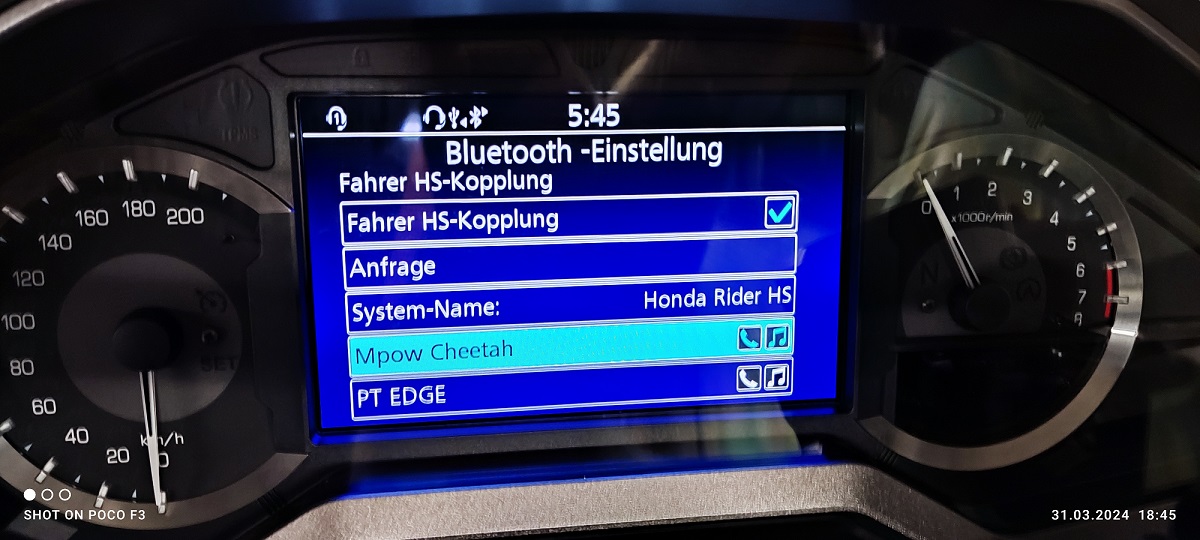 5:45
Bluetooth -Einstellung
Fahrer HS-Kopplung
Fahrer HS-Kopplung
Anfrage
System-Name: Honda Rider HS
Mpow Cheetah
PT EDGE
0 20 40 60 80 100 120 140 160 180 200
km/h
SET
0 1 2 3 4 5 6 7 8
x1000r/min
N
SHOT ON POCO F3
31.03.2024 18:45